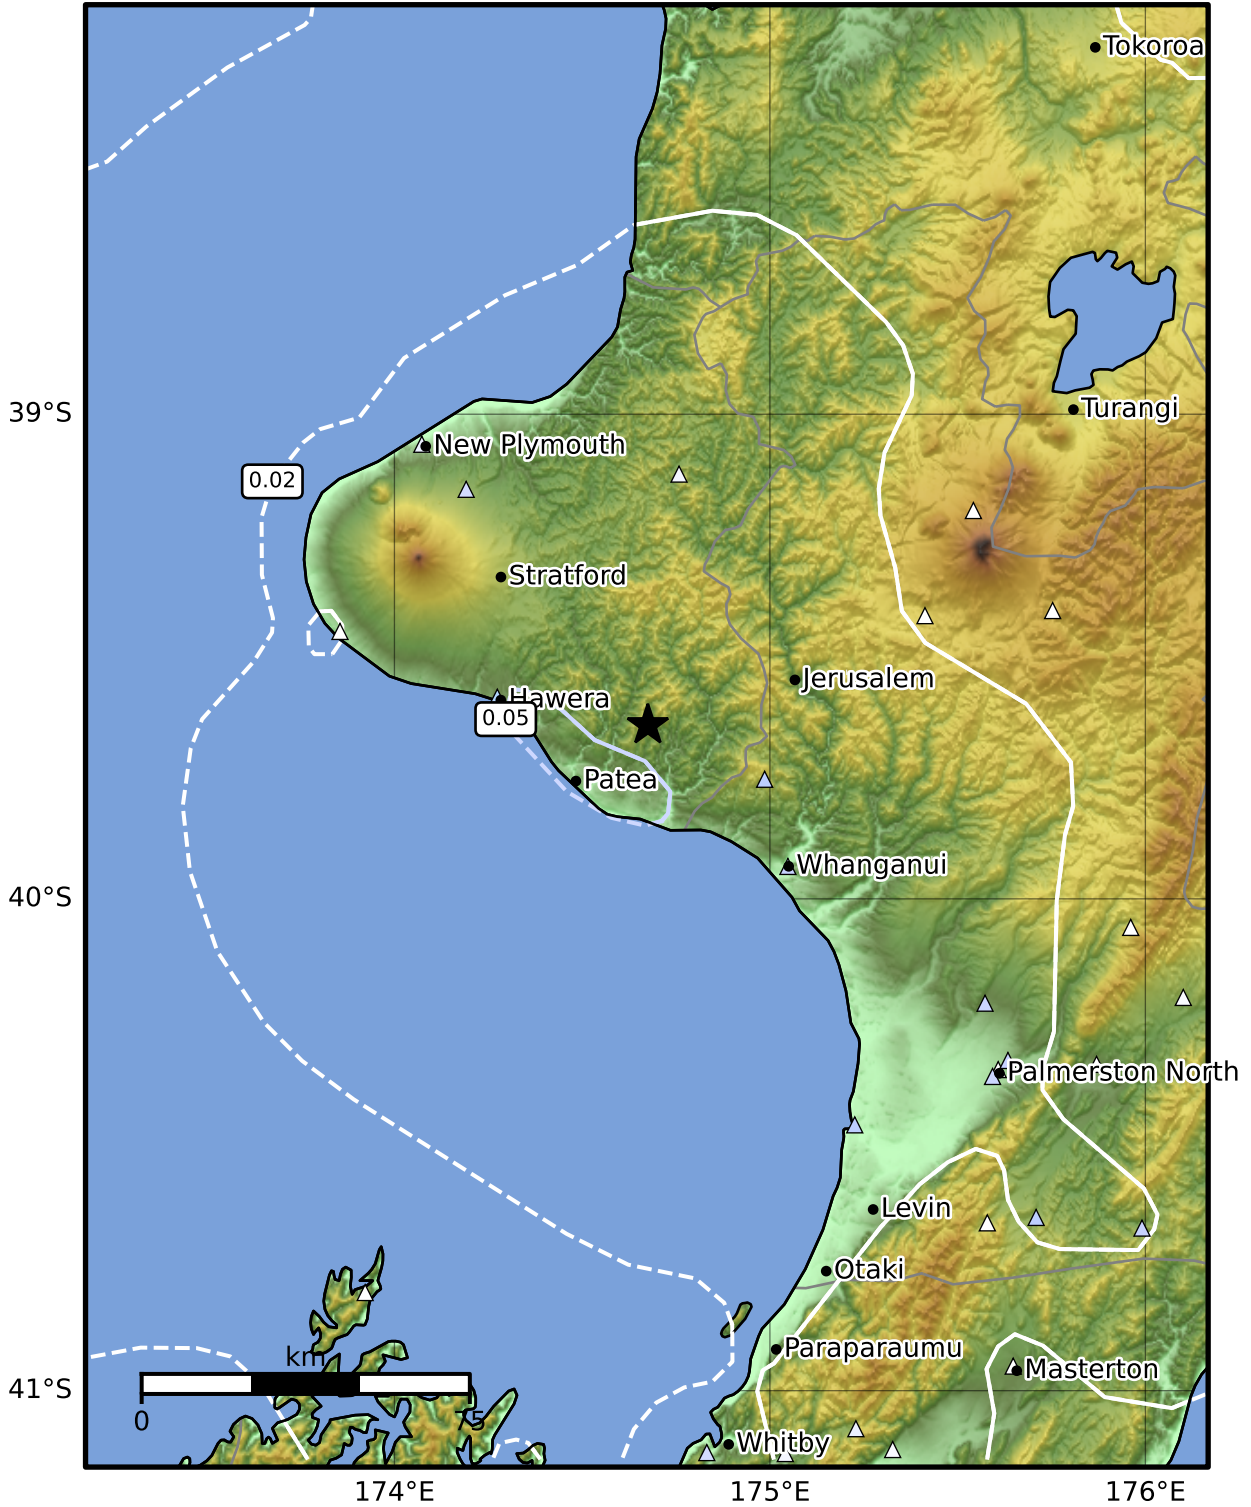 Tokoroa
39°S
Turangi
New Plymouth
0.02
Stratford
Jerusalem
Hawera
0.05
Patea
Whanganui
40°S
Palmerston North
Levin
Otaki
Paraparaumu
km
Masterton
41°S
0
75
Whitby
174°E
175°E
176°E